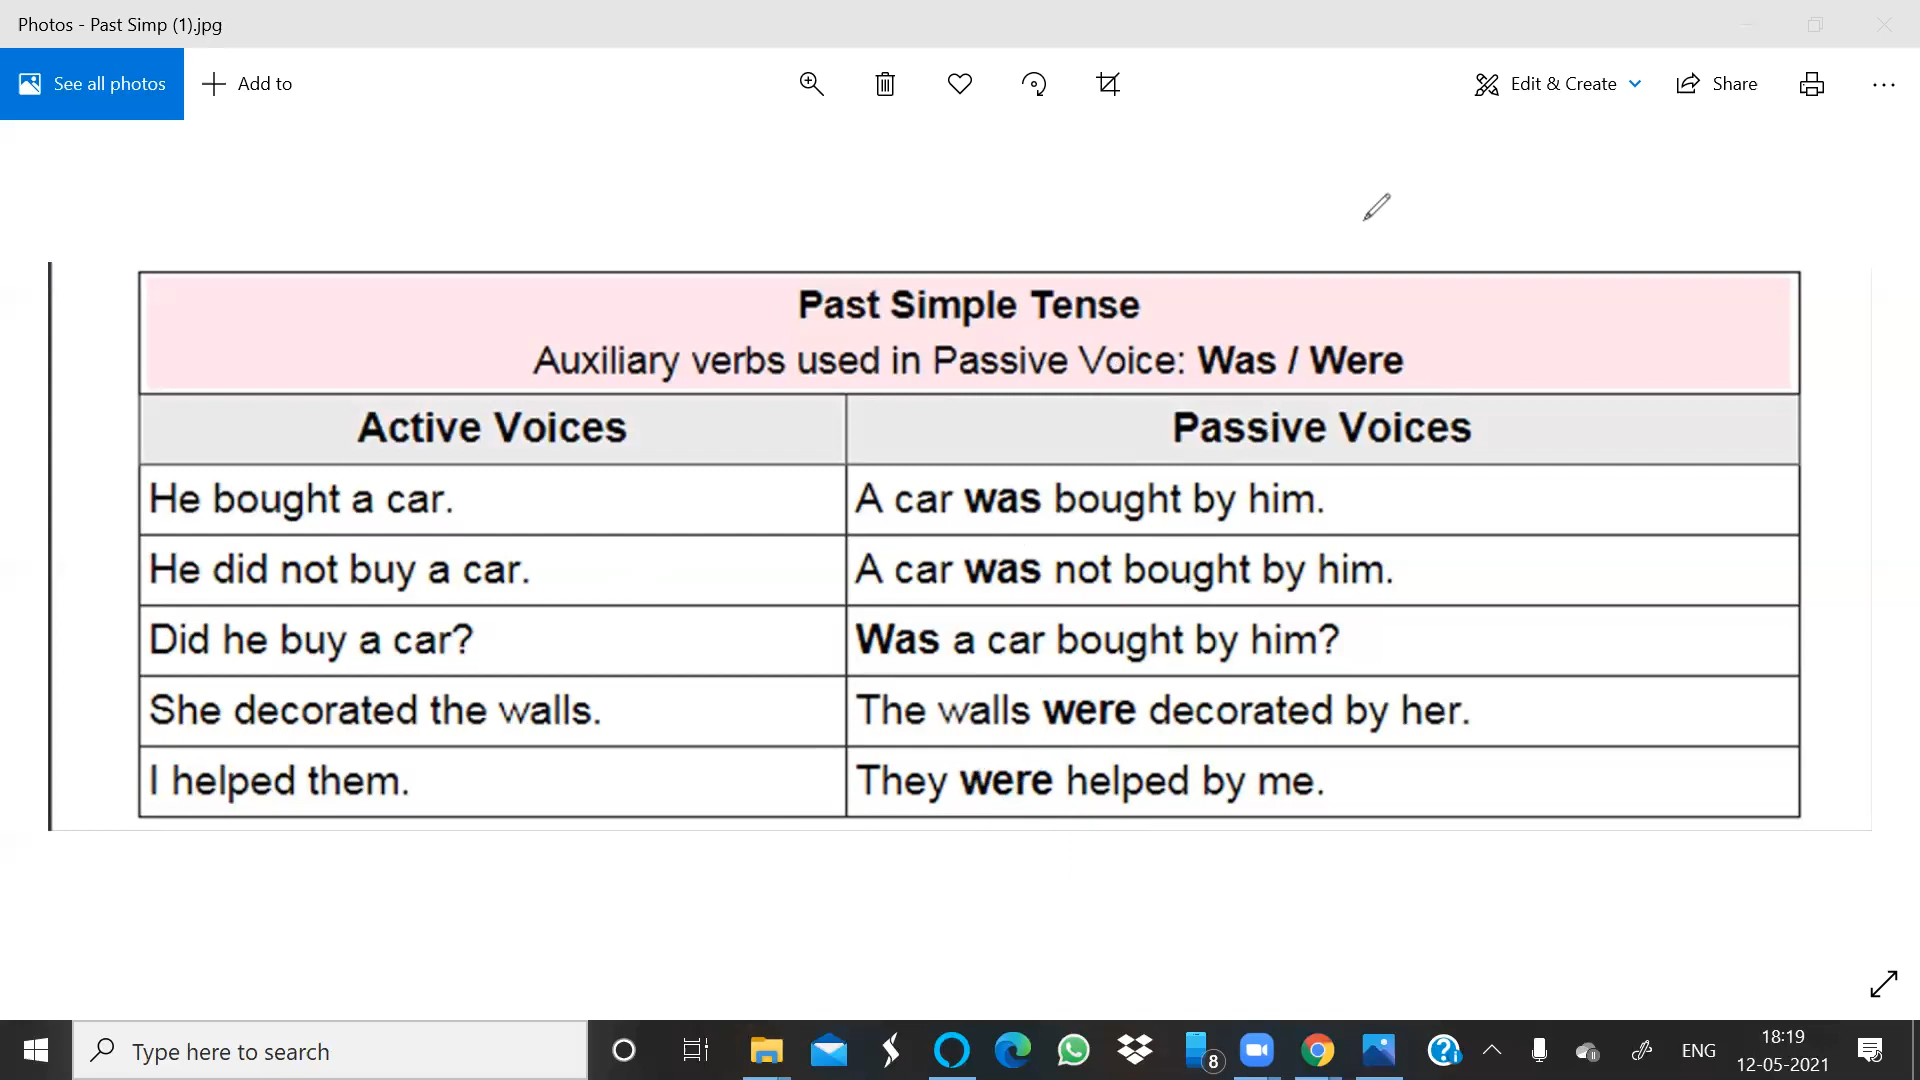 Photos - Past Simp (1).jpg
See all photos
Add to
Edit & Create
Share
Past Simple Tense
Auxiliary verbs used in Passive Voice: Was / Were
Active Voices
Passive Voices
He bought a car.
A car was bought by him.
He did not buy a car.
A car was not bought by him.
Did he buy a car?
Was a car bought by him?
She decorated the walls.
The walls were decorated by her.
I helped them.
They were helped by me.
Type here to search
8
ENG
18:19
12-05-2021